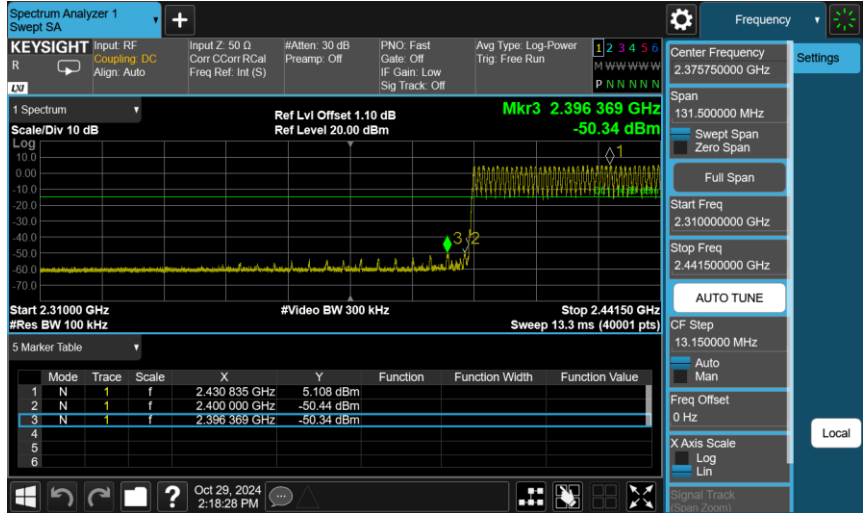 Spectrum Analyzer 1
Swept SA
+
Frequency
KEYSIGHT
R
LXI
Input: RF
Coupling: DC
Align: Auto
Input Z: 50 Ω
Corr CCorr RCal
Freq Ref: Int (S)
#Atten: 30 dB
Preamp: Off
PNO: Fast
Gate: Off
IF Gain: Low
Sig Track: Off
Avg Type: Log-Power
Trig: Free Run
1 2 3 4 5 6
M W W W W W
P N N N N N
1 Spectrum
Scale/Div 10 dB
Ref Lvl Offset 1.10 dB
Ref Level 20.00 dBm
Mkr3 2.396 369 GHz
-50.34 dBm
Log
10.0
0.00
-10.0
-20.0
-30.0
-40.0
-50.0
-60.0
-70.0
1
3
2
Start 2.31000 GHz
#Video BW 300 kHz
Stop 2.44150 GHz
#Res BW 100 kHz
Sweep 13.3 ms (40001 pts)
5 Marker Table
Mode Trace Scale X Y Function Function Width Function Value
1 N 1 f 2.430 835 GHz 5.108 dBm
2 N 1 f 2.400 000 GHz -50.44 dBm
3 N 1 f 2.396 369 GHz -50.34 dBm
4
5
6
?
Oct 29, 2024
2:18:28 PM
Center Frequency
2.375750000 GHz
Span
131.500000 MHz
Swept Span
Zero Span
Full Span
Start Freq
2.310000000 GHz
Stop Freq
2.441500000 GHz
AUTO TUNE
CF Step
13.150000 MHz
Auto
Man
Freq Offset
0 Hz
X Axis Scale
Log
Lin
Signal Track
(Span Zoom)
Settings
Local